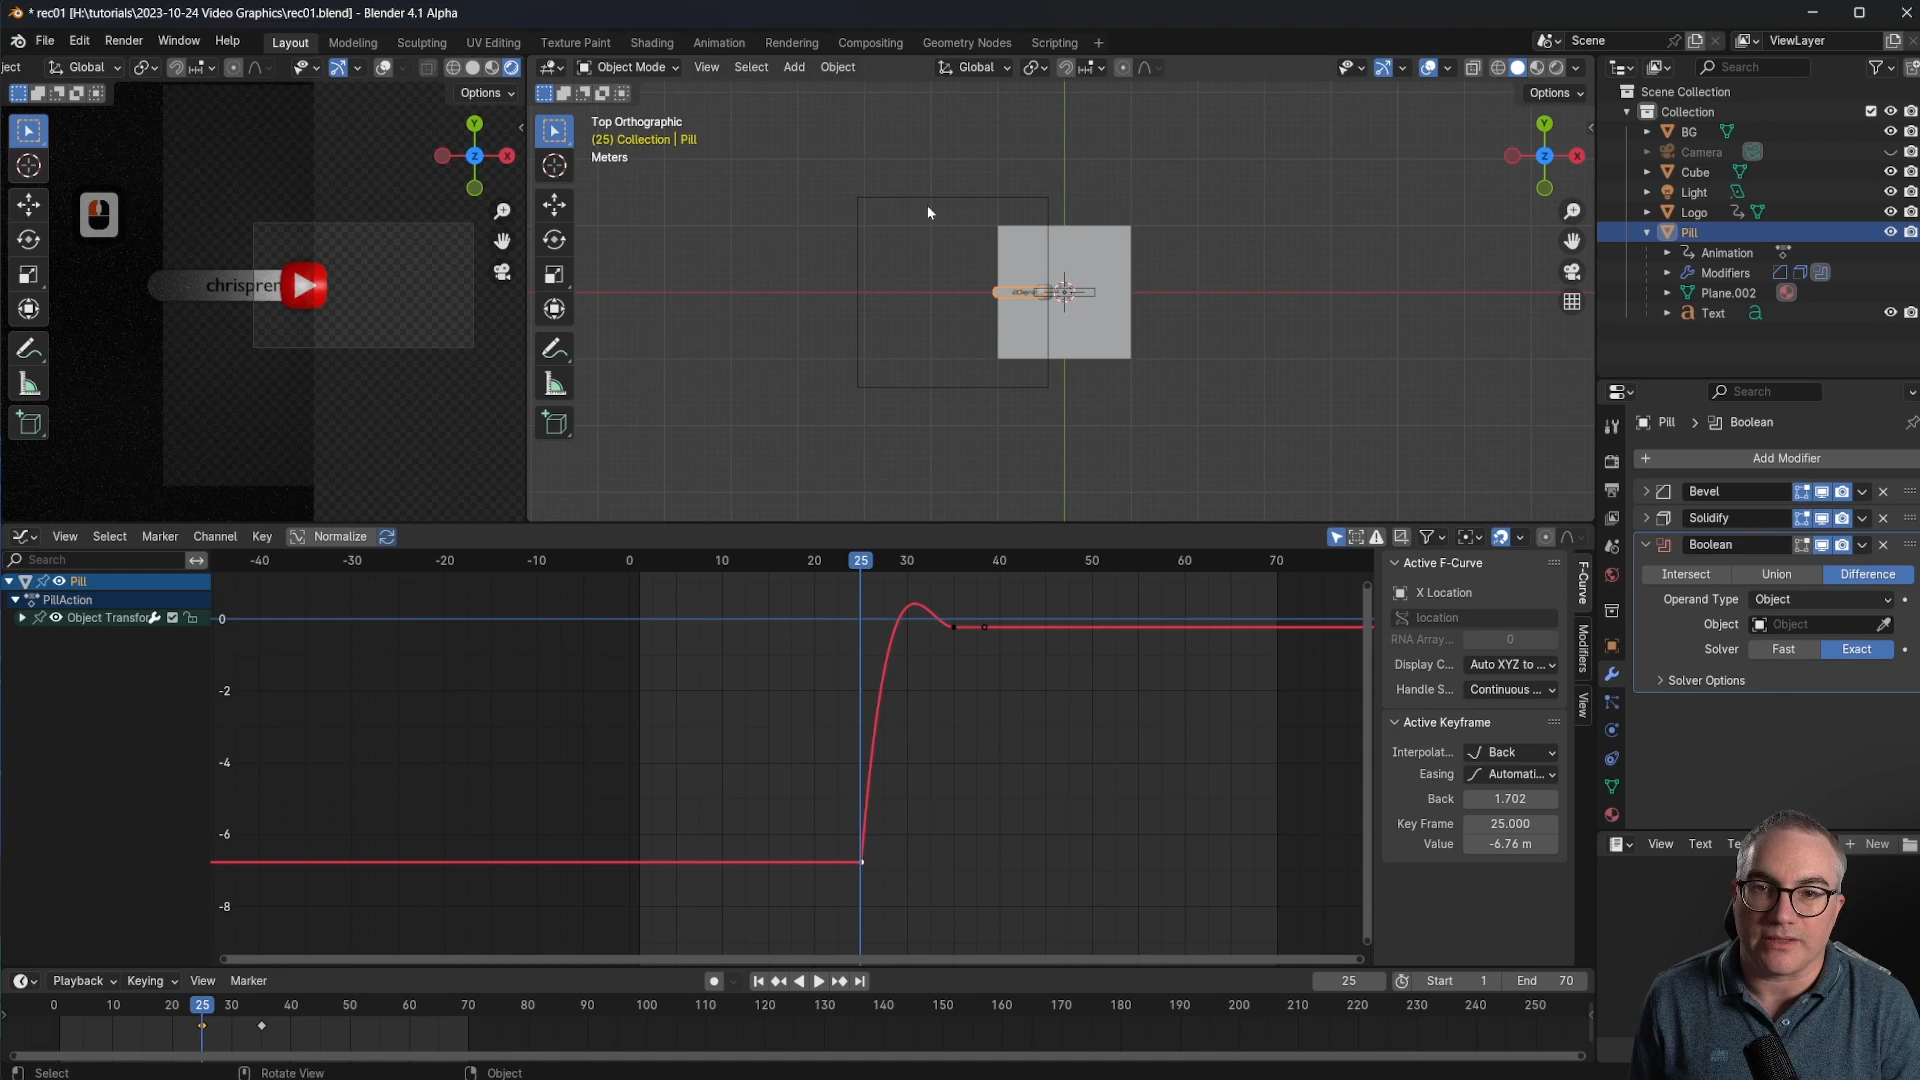 * rec01 [H:\tutorials\2023-10-24 Video Graphics\rec01.blend] - Blender 4.1 Alpha
File Edit Render Window Help Layout Modeling Sculpting UV Editing Texture Paint Shading Animation Rendering Compositing Geometry Nodes Scripting + Scene ViewLayer
ject Global Object Mode View Select Add Object Global Search
Options Options
Scene Collection
Collection
BG
Camera
Cube
Light
Logo
Pill
Animation
Modifiers
Plane.002
Text
Y
Z X
Top Orthographic
(25) Collection | Pill
Meters
Y
Z X
chrispren
Search
Pill > Boolean
Add Modifier
Bevel
Solidify
Boolean
Intersect Union Difference
Operand Type Object
Object Object
Solver Fast Exact
Solver Options
View Select Marker Channel Key Normalize
Search
-40 -30 -20 -10 0 10 20 25 30 40 50 60 70
Pill
PillAction
Object Transfor
0
-2
-4
-6
-8
Active F-Curve
X Location
location
RNA Array... 0
Display C... Auto XYZ to ...
Handle S... Continuous ...
Active Keyframe
Interpolat... Back
Easing Automati...
Back 1.702
Key Frame 25.000
Value -6.76 m
F-Curve
Modifiers
View
View Text Te + New
Playback Keying View Marker 25 Start 1 End 70
0 10 20 25 30 40 50 60 70 80 90 100 110 120 130 140 150 160 170 180 190 200 210 220 230 240 250
Select Rotate View Object